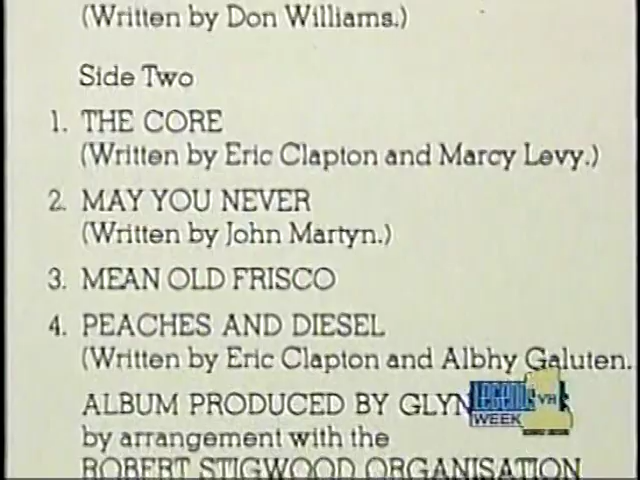 (Written by Don Williams.)
Side Two
1. THE CORE
(Written by Eric Clapton and Marcy Levy.)
2. MAY YOU NEVER
(Written by John Martyn.)
3. MEAN OLD FRISCO
4. PEACHES AND DIESEL
(Written by Eric Clapton and Albhy Galuten.
ALBUM PRODUCED BY GLYN
LEGENDS VH1
WEEK
by arrangement with the
ROBERT STIGWOOD ORGANISATION